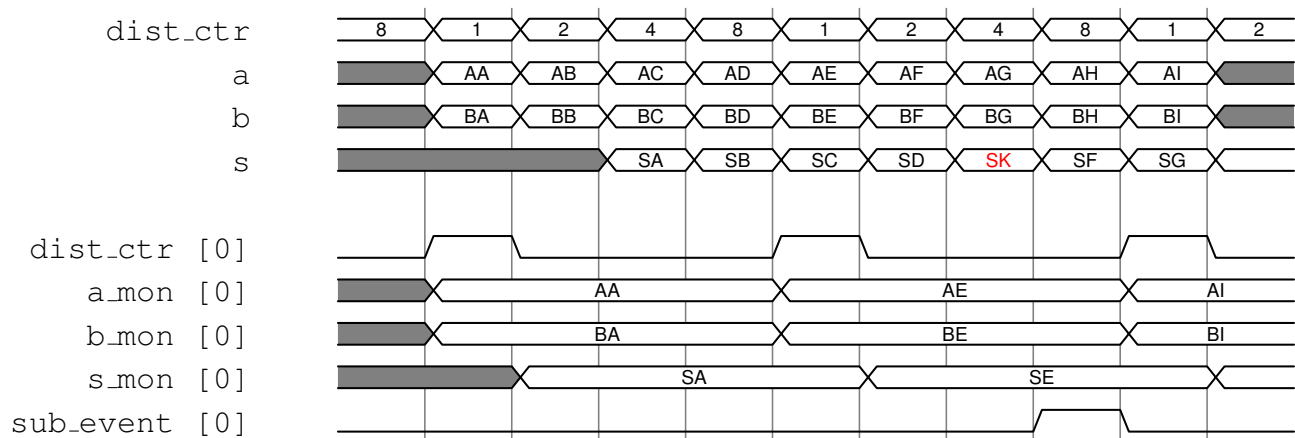 dist_ctr 8 1 2 4 8 1 2 4 8 1 2
a AA AB AC AD AE AF AG AH AI
b BA BB BC BD BE BF BG BH BI
s SA SB SC SD SK SF SG
dist_ctr [0]
a_mon [0] AA AE AI
b_mon [0] BA BE BI
s_mon [0] SA SE
sub_event [0]